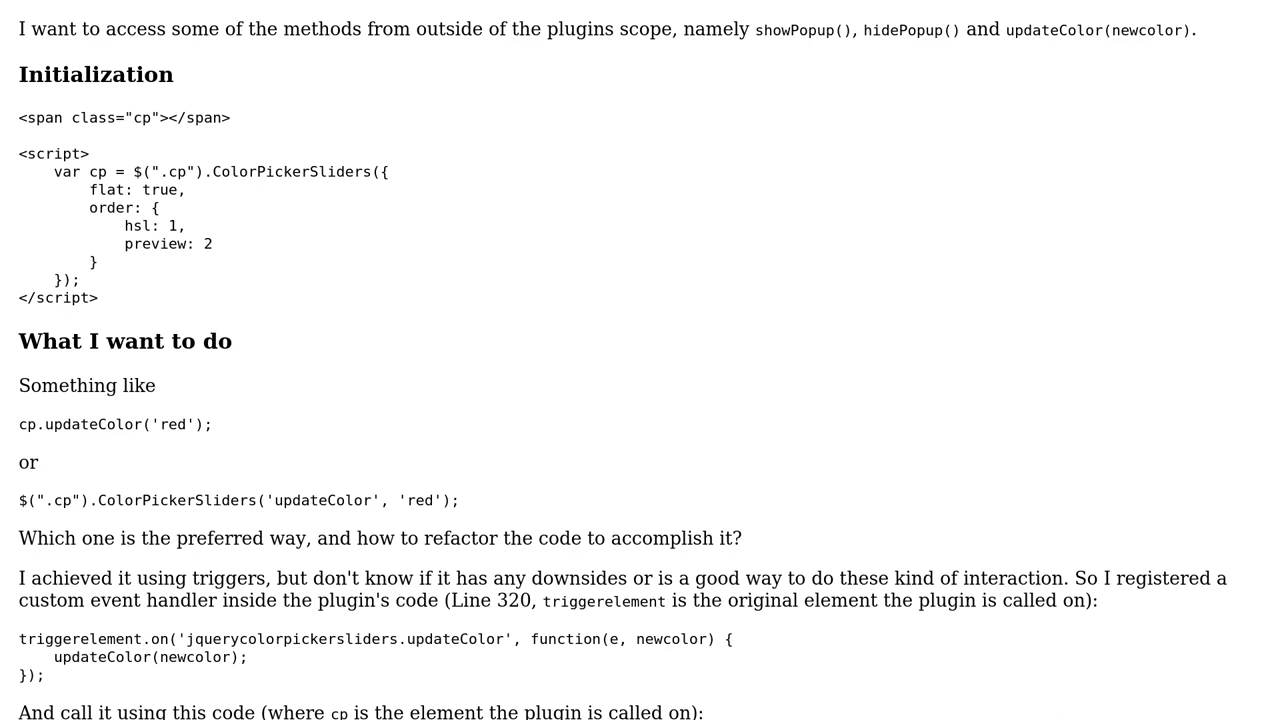 I want to access some of the methods from outside of the plugins scope, namely showPopup(), hidePopup() and updateColor(newcolor).
Initialization
<span class="cp"></span>
<script>
    var cp = $(".cp").ColorPickerSliders({
        flat: true,
        order: {
            hsl: 1,
            preview: 2
        }
    });
</script>
What I want to do
Something like
cp.updateColor('red');
or
$(".cp").ColorPickerSliders('updateColor', 'red');
Which one is the preferred way, and how to refactor the code to accomplish it?
I achieved it using triggers, but don't know if it has any downsides or is a good way to do these kind of interaction. So I registered a
custom event handler inside the plugin's code (Line 320, triggerelement is the original element the plugin is called on):
triggerelement.on('jquerycolorpickersliders.updateColor', function(e, newcolor) {
    updateColor(newcolor);
});
And call it using this code (where cp is the element the plugin is called on):